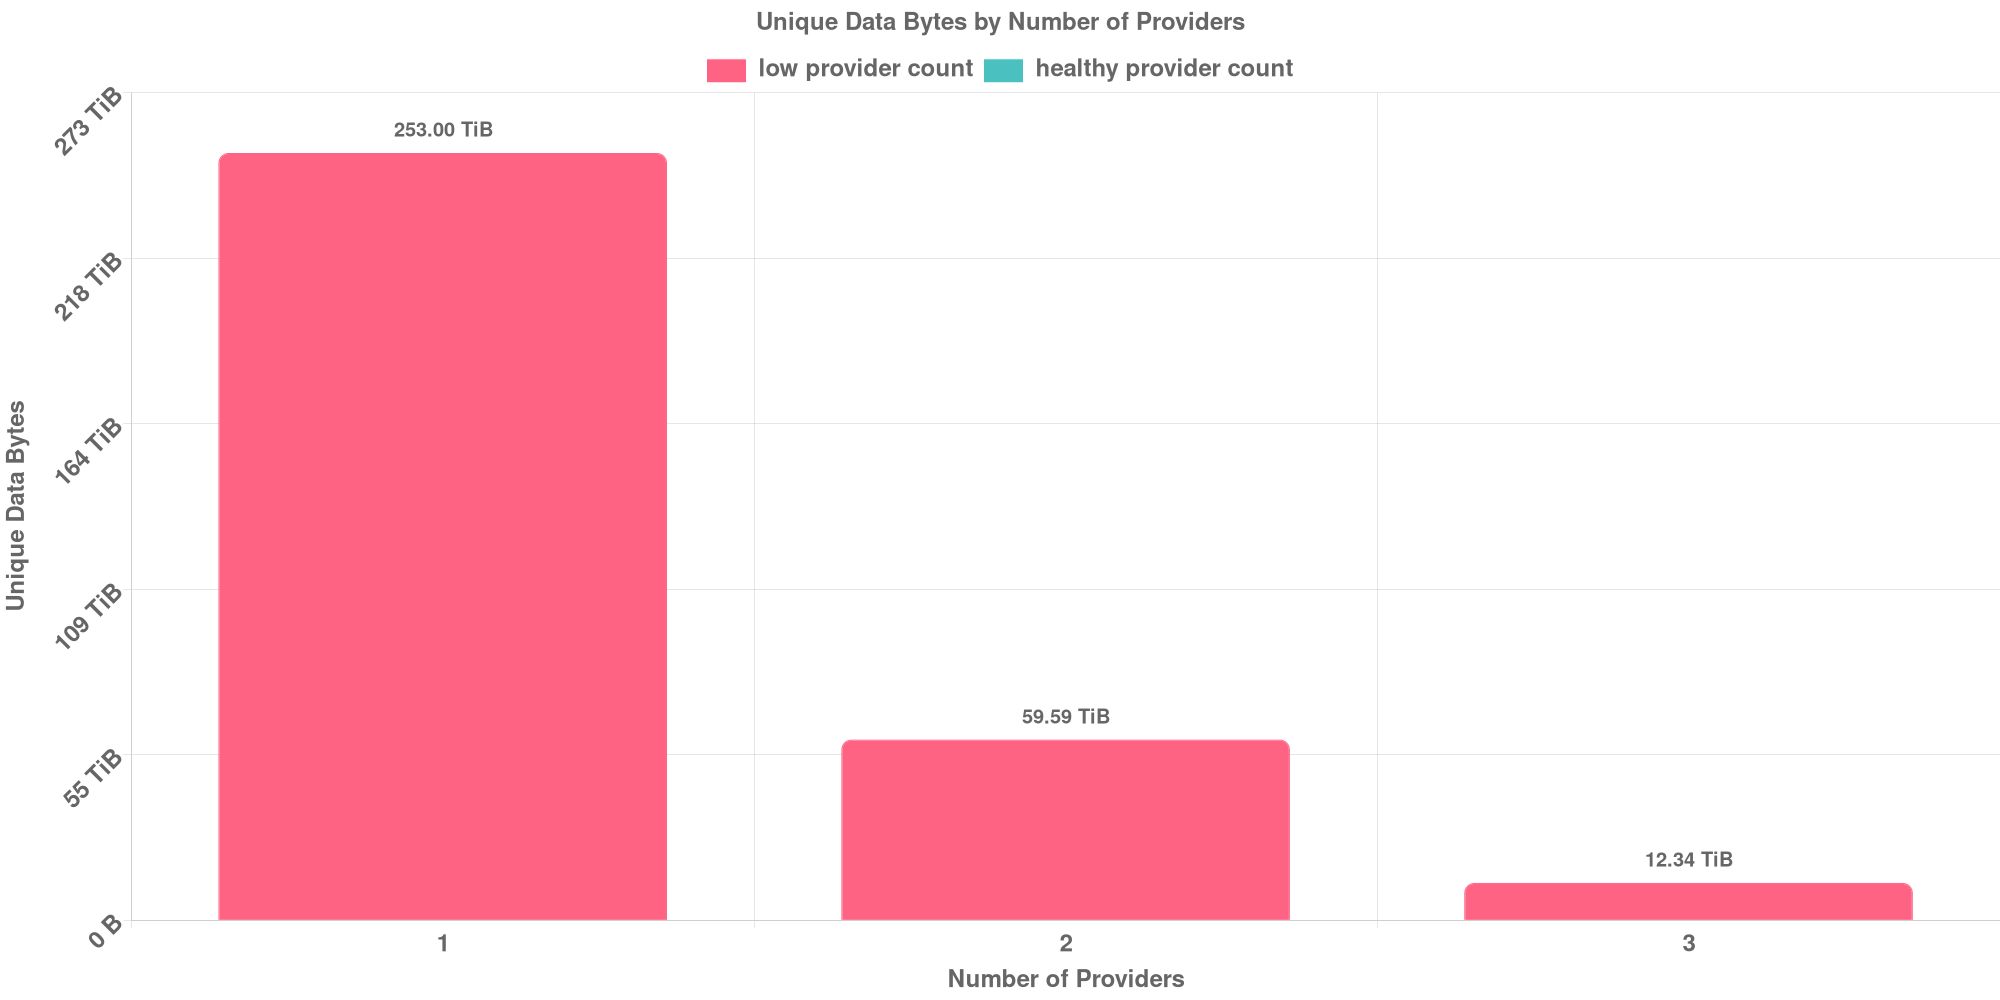 Unique Data Bytes by Number of Providers
low provider count healthy provider count
273 TiB
253.00 TiB
218 TiB
164 TiB
109 TiB
59.59 TiB
55 TiB
12.34 TiB
0 B
Unique Data Bytes
1 2 3
Number of Providers